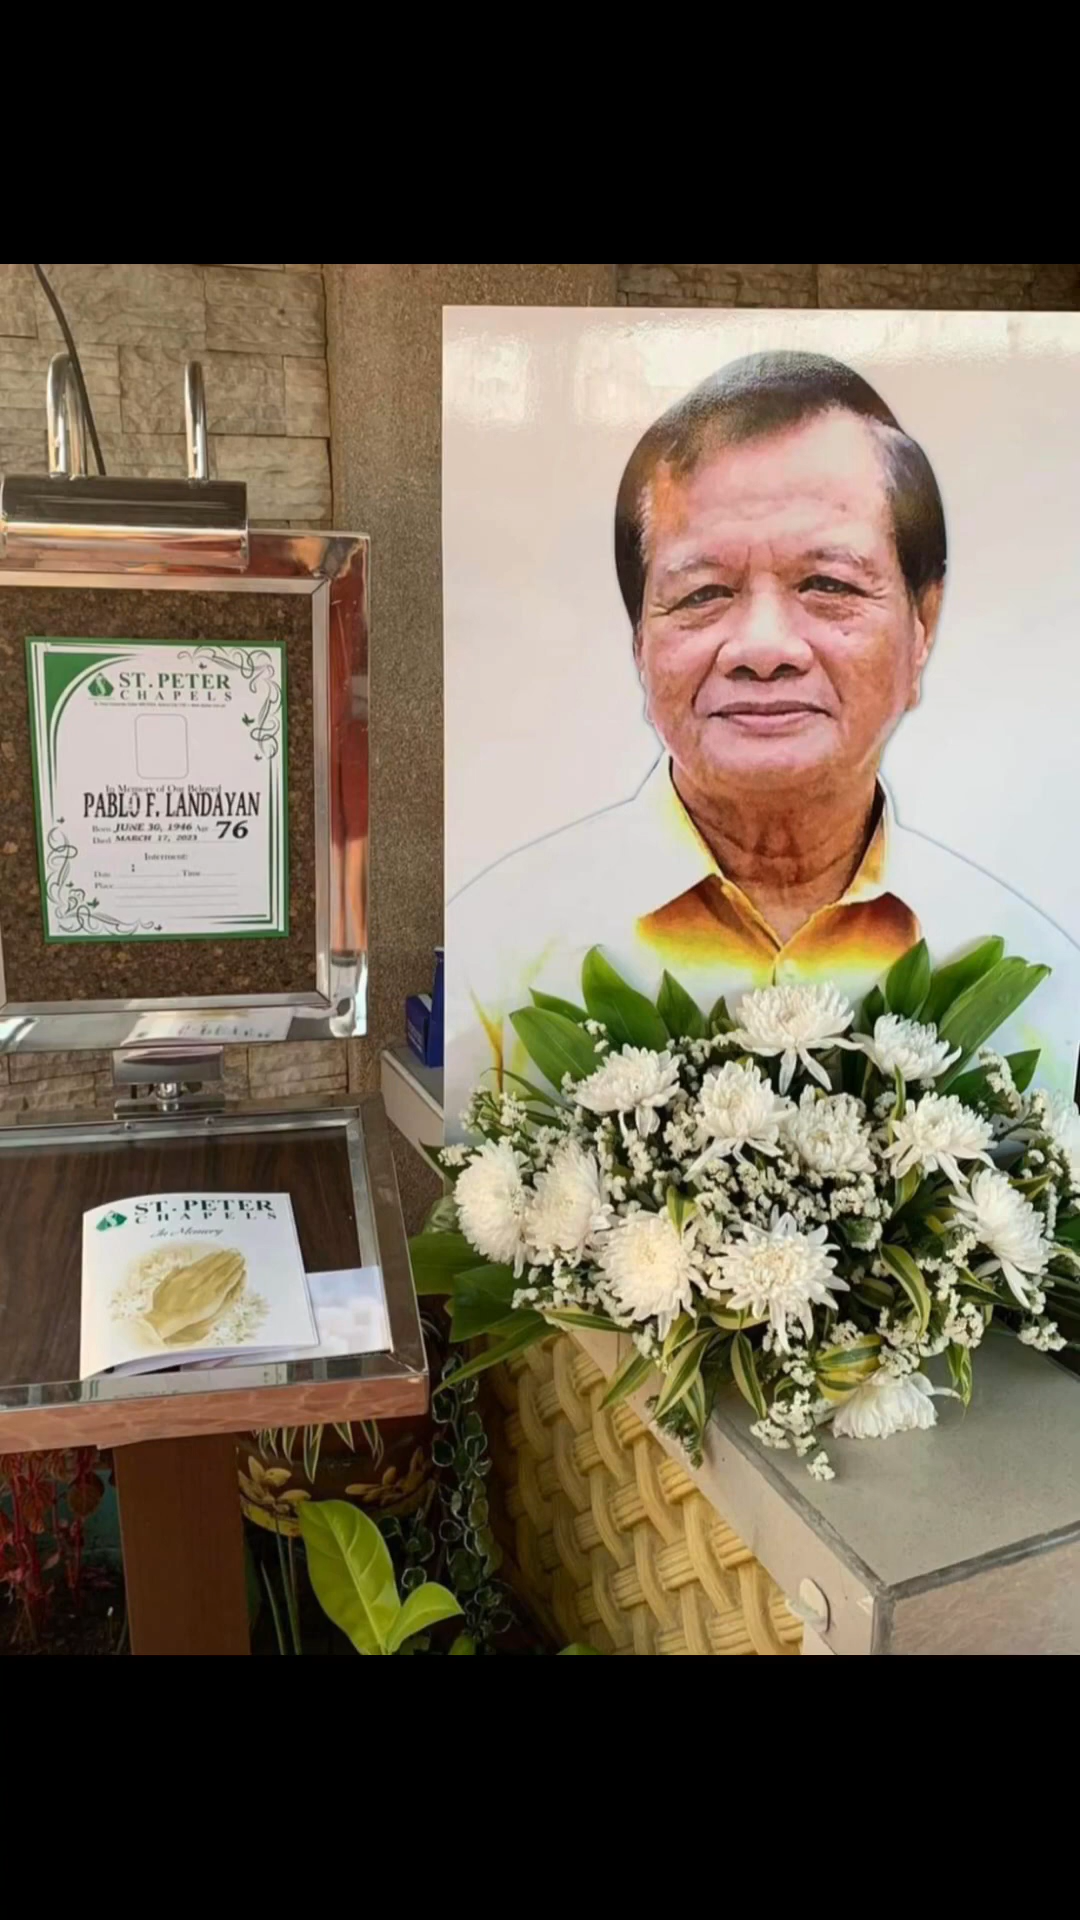 ST. PETER
CHAPELS
In Memory of Our Beloved
PABLO F. LANDAYAN
Born JUNE 30, 1946 Age 76
Died MARCH 17, 2023
Interment:
Date : Time
Place
ST. PETER
CHAPELS
In Memory